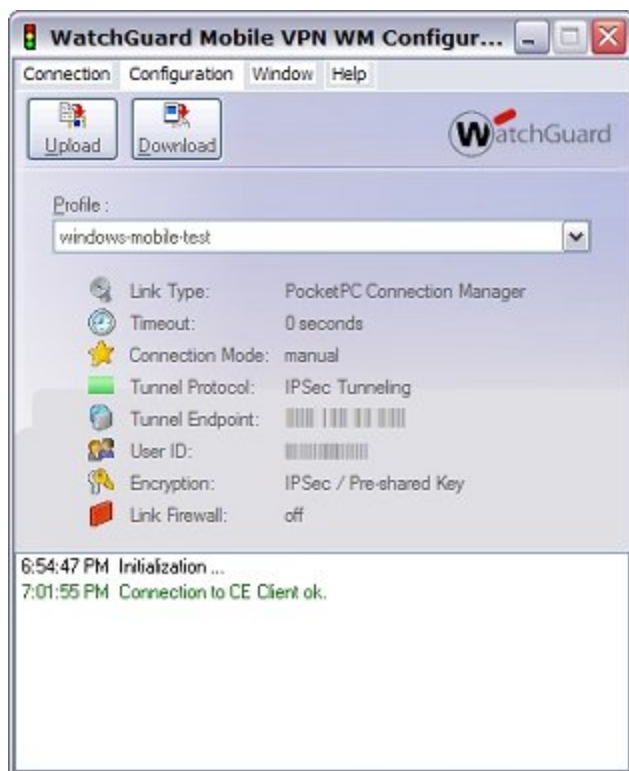 WatchGuard Mobile VPN WM Configur...
Connection Configuration Window Help
Upload Download WatchGuard
Profile :
windows-mobile-test
Link Type: PocketPC Connection Manager
Timeout: 0 seconds
Connection Mode: manual
Tunnel Protocol: IPSec Tunneling
Tunnel Endpoint:
User ID:
Encryption: IPSec / Pre-shared Key
Link Firewall: off
6:54:47 PM Initialization ...
7:01:55 PM Connection to CE Client ok.